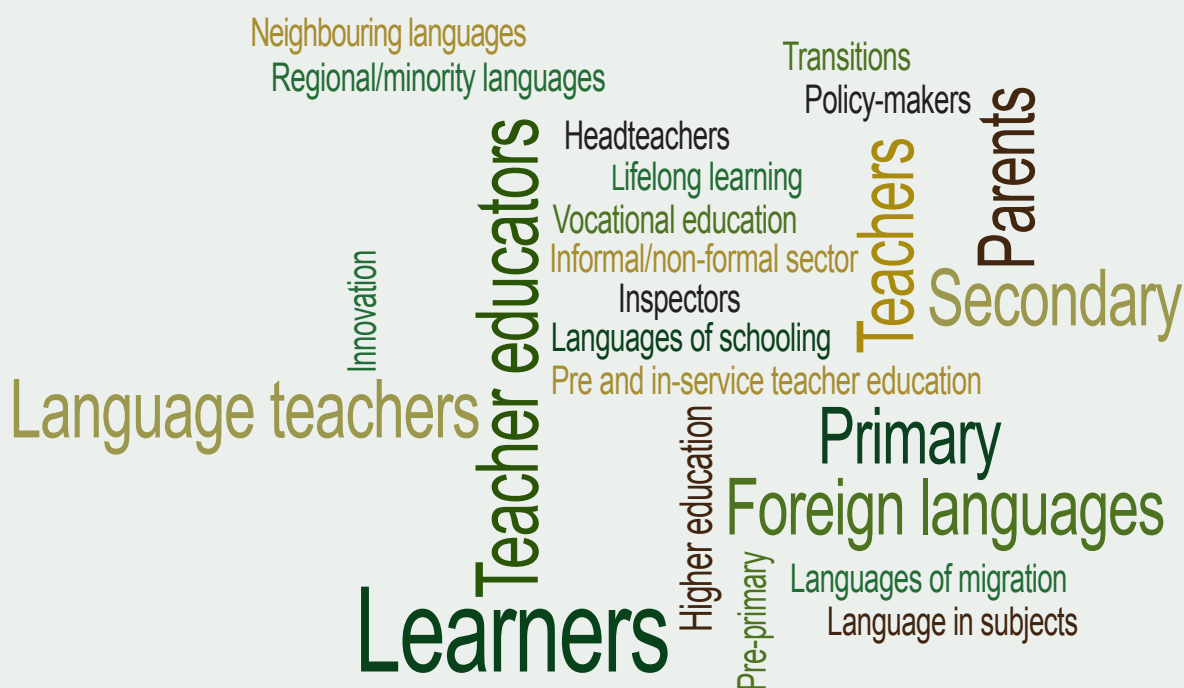 Neighbouring languages
Regional/minority languages
Transitions
Policy-makers
Parents
Headteachers
Teachers
Lifelong learning
Vocational education
Teacher educators
Informal/non-formal sector
Innovation
Inspectors
Secondary
Languages of schooling
Pre and in-service teacher education
Language teachers
Higher education
Primary
Foreign languages
Pre-primary
Languages of migration
Language in subjects
Learners